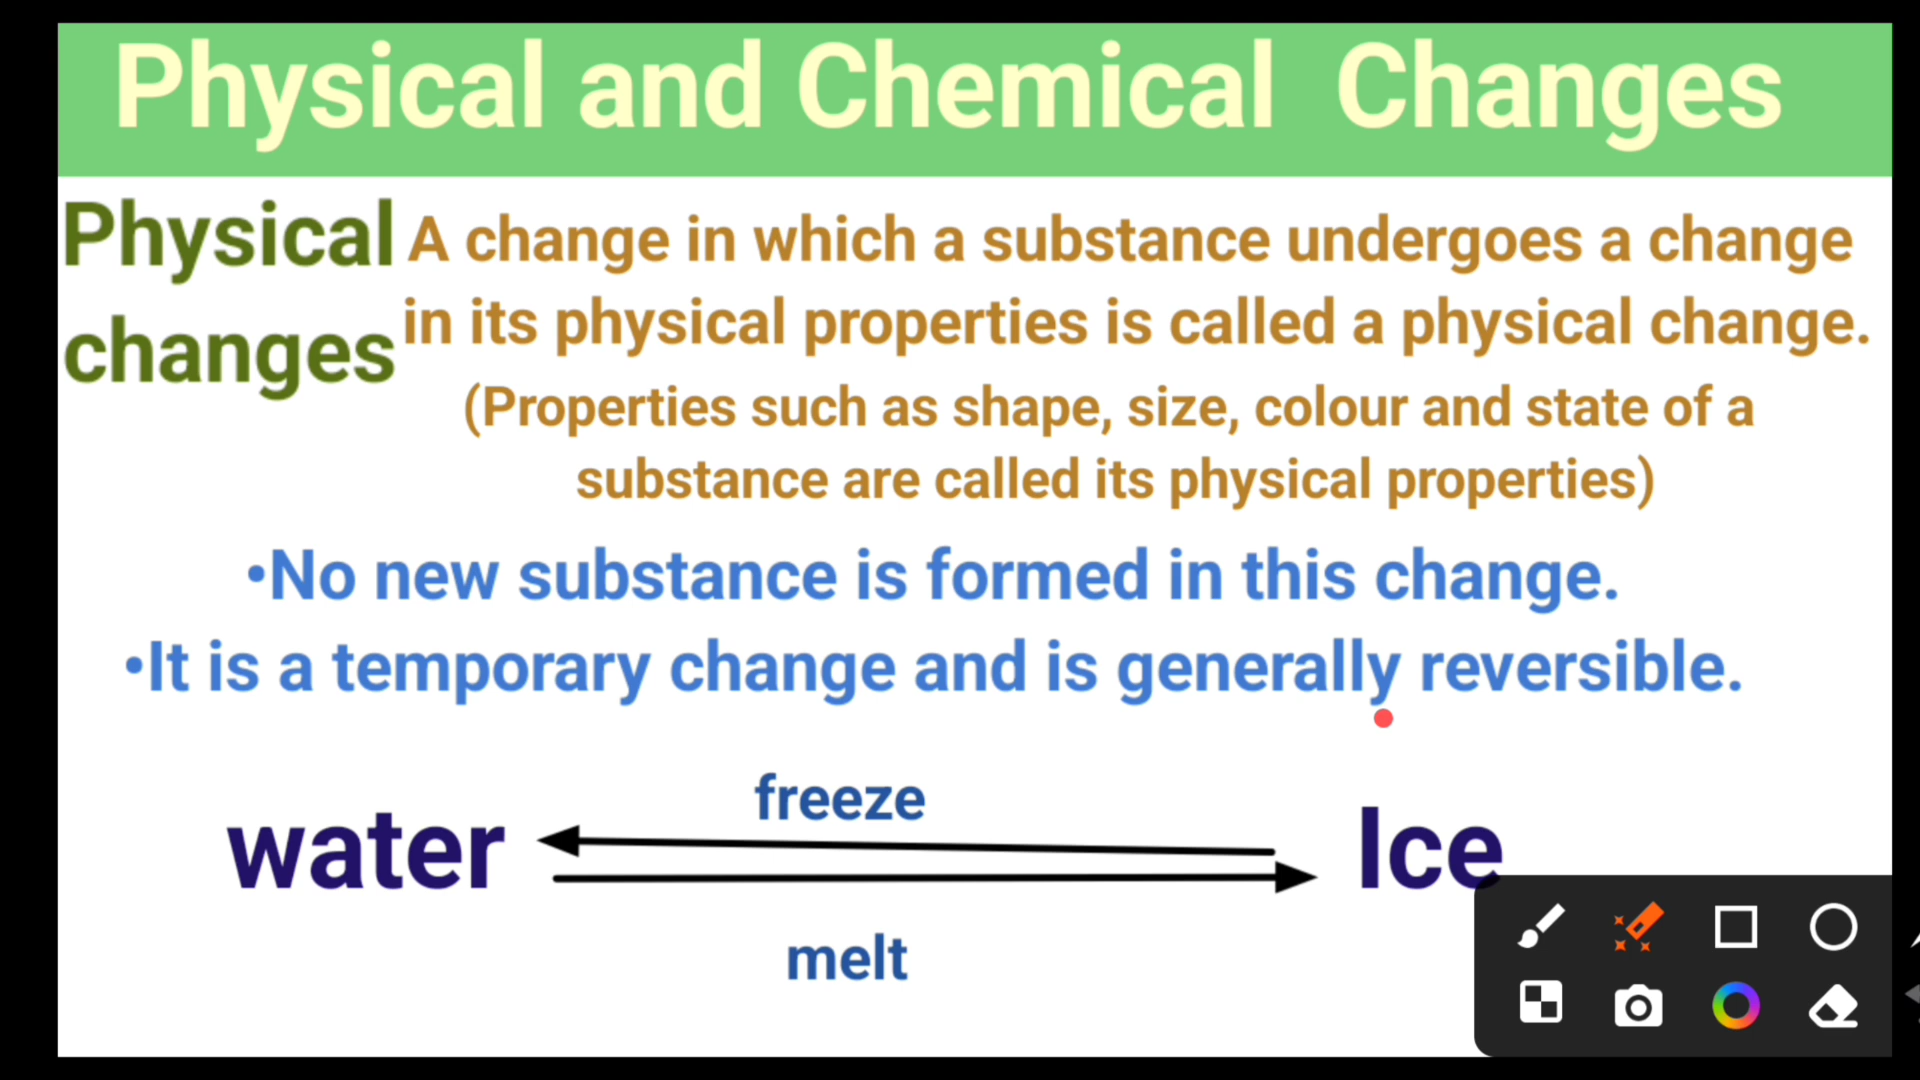 Physical and Chemical Changes
Physical changes
A change in which a substance undergoes a change
in its physical properties is called a physical change.
(Properties such as shape, size, colour and state of a
substance are called its physical properties)
•No new substance is formed in this change.
•It is a temporary change and is generally reversible.
freeze
water
Ice
melt